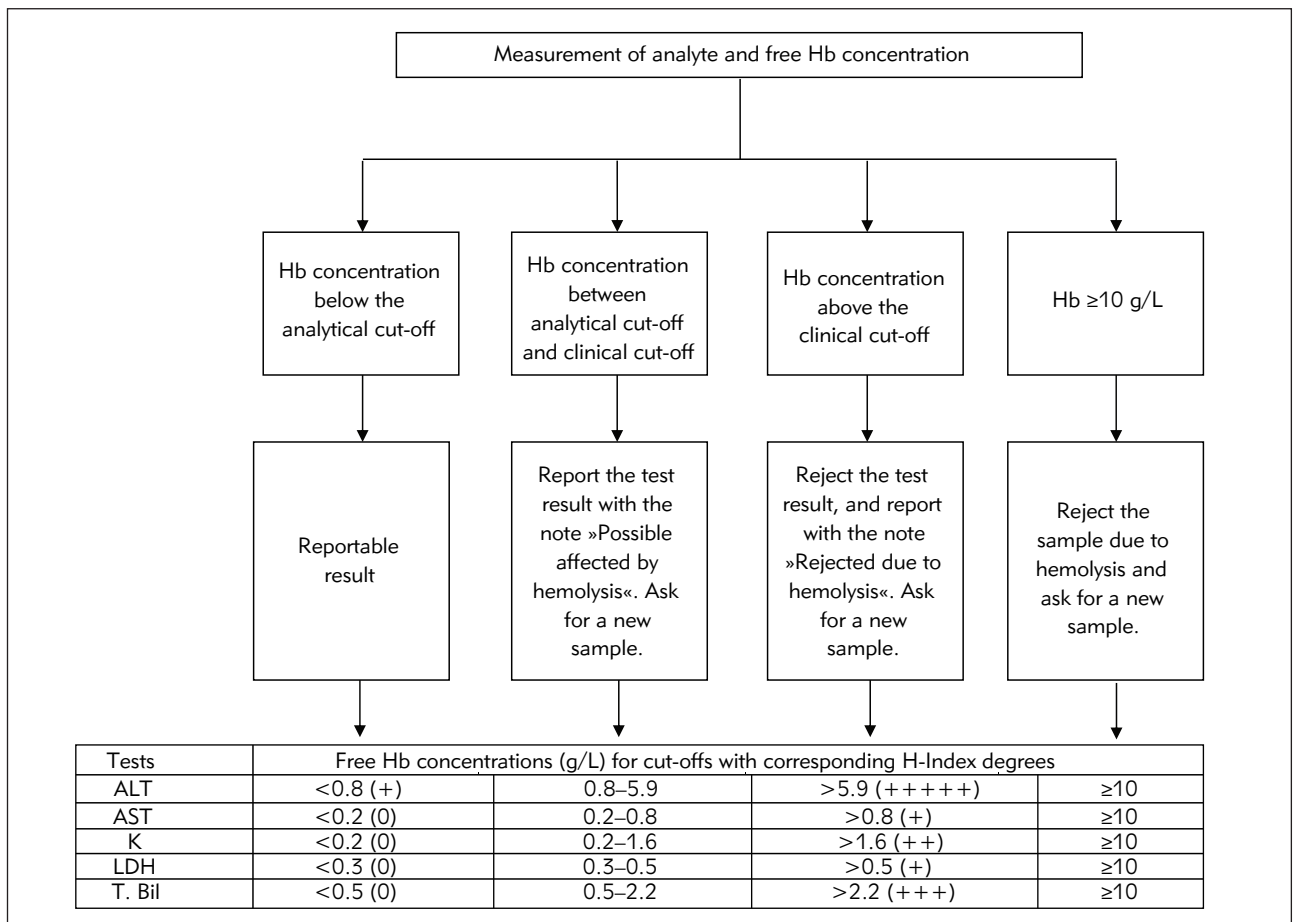 Measurement of analyte and free Hb concentration
Hb concentration
below the
analytical cut-off
Hb concentration
between
analytical cut-off
and clinical cut-off
Hb concentration
above the
clinical cut-off
Hb ≥10 g/L
Reportable
result
Report the test
result with the
note »Possible
affected by
hemolysis«. Ask
for a new
sample.
Reject the test
result, and report
with the note
»Rejected due to
hemolysis«. Ask
for a new
sample.
Reject the
sample due to
hemolysis and
ask for a new
sample.
Tests Free Hb concentrations (g/L) for cut-offs with corresponding H-Index degrees
ALT <0.8 (+) 0.8–5.9 >5.9 (+++++) ≥10
AST <0.2 (0) 0.2–0.8 >0.8 (+) ≥10
K <0.2 (0) 0.2–1.6 >1.6 (++) ≥10
LDH <0.3 (0) 0.3–0.5 >0.5 (+) ≥10
T. Bil <0.5 (0) 0.5–2.2 >2.2 (+++) ≥10